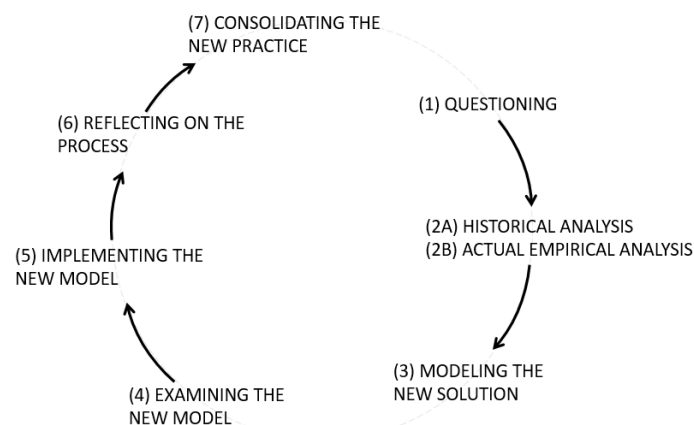 (7) CONSOLIDATING THE
NEW PRACTICE
(1) QUESTIONING
(6) REFLECTING ON THE
PROCESS
(2A) HISTORICAL ANALYSIS
(2B) ACTUAL EMPIRICAL ANALYSIS
(5) IMPLEMENTING THE
NEW MODEL
(3) MODELING THE
NEW SOLUTION
(4) EXAMINING THE
NEW MODEL